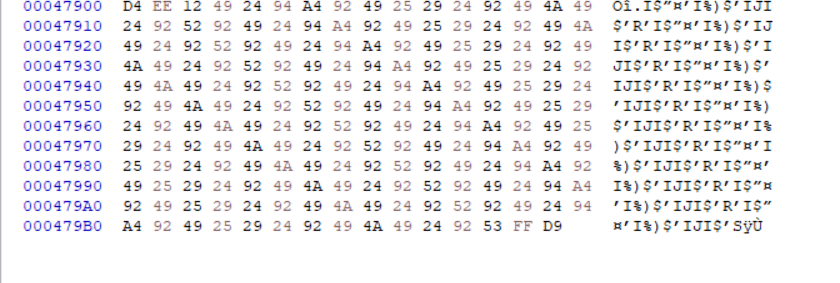 00047900 D4 EE 12 49 24 94 A4 92 49 25 29 24 92 49 4A 49 Ôî.I$”¤’I%)$’IJI
00047910 24 92 52 92 49 24 94 A4 92 49 25 29 24 92 49 4A $’R’I$”¤’I%)$’IJ
00047920 49 24 92 52 92 49 24 94 A4 92 49 25 29 24 92 49 I$’R’I$”¤’I%)$’I
00047930 4A 49 24 92 52 92 49 24 94 A4 92 49 25 29 24 92 JI$’R’I$”¤’I%)$’
00047940 49 4A 49 24 92 52 92 49 24 94 A4 92 49 25 29 24 IJI$’R’I$”¤’I%)$
00047950 92 49 4A 49 24 92 52 92 49 24 94 A4 92 49 25 29 ’IJI$’R’I$”¤’I%)
00047960 24 92 49 4A 49 24 92 52 92 49 24 94 A4 92 49 25 $’IJI$’R’I$”¤’I%
00047970 29 24 92 49 4A 49 24 92 52 92 49 24 94 A4 92 49 )$’IJI$’R’I$”¤’I
00047980 25 29 24 92 49 4A 49 24 92 52 92 49 24 94 A4 92 %)$’IJI$’R’I$”¤’
00047990 49 25 29 24 92 49 4A 49 24 92 52 92 49 24 94 A4 I%)$’IJI$’R’I$”¤
000479A0 92 49 25 29 24 92 49 4A 49 24 92 52 92 49 24 94 ’I%)$’IJI$’R’I$”
000479B0 A4 92 49 25 29 24 92 49 4A 49 24 92 53 FF D9 ¤’I%)$’IJI$’SÿÙ